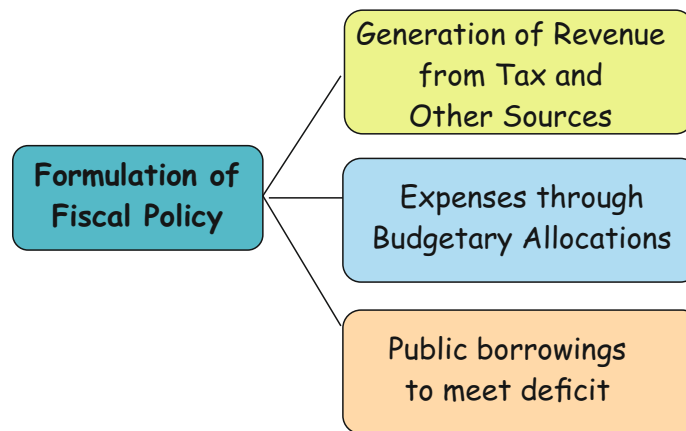 Generation of Revenue
from Tax and
Other Sources
Formulation of
Fiscal Policy
Expenses through
Budgetary Allocations
Public borrowings
to meet deficit